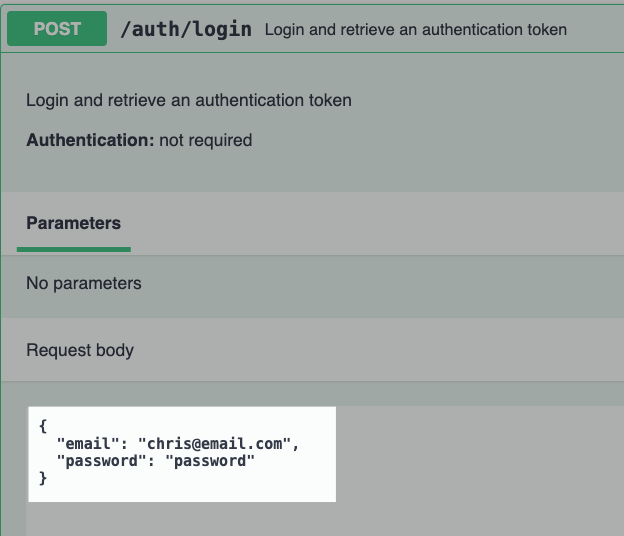 POST /auth/login Login and retrieve an authentication token
Login and retrieve an authentication token
Authentication: not required
Parameters
No parameters
Request body
{
  "email": "chris@email.com",
  "password": "password"
}